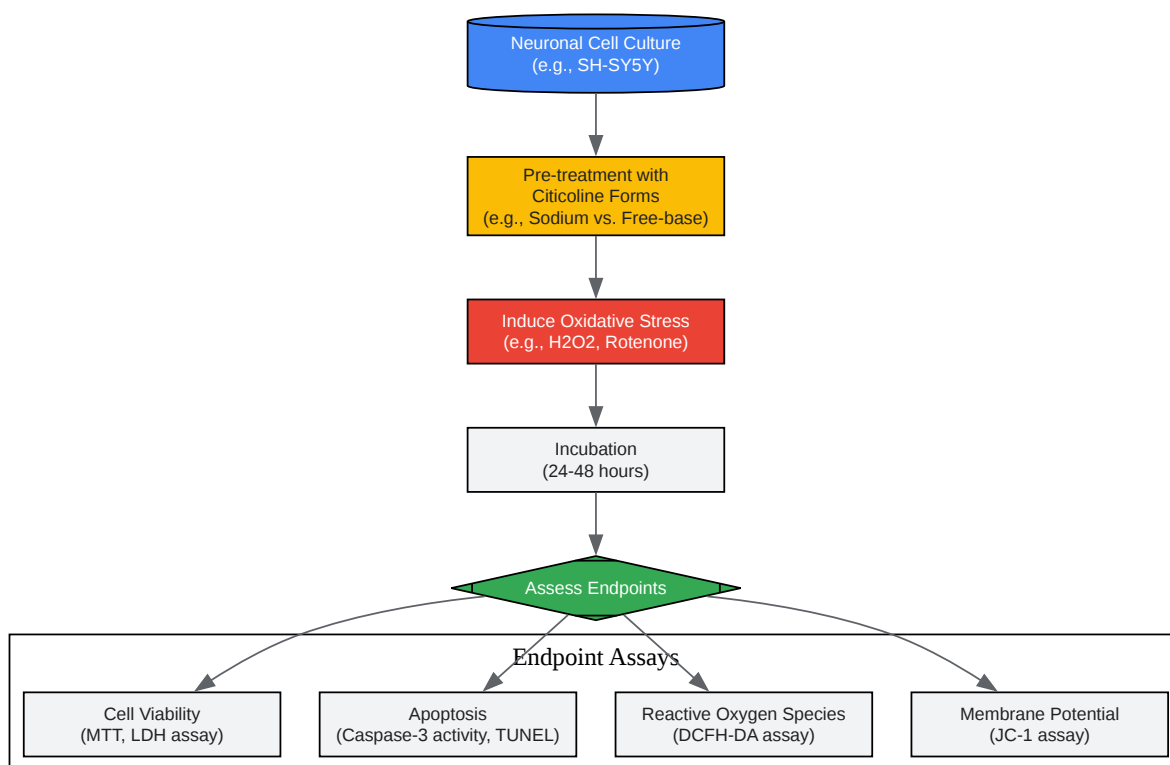 Neuronal Cell Culture
(e.g., SH-SY5Y)
Pre-treatment with
Citicoline Forms
(e.g., Sodium vs. Free-base)
Induce Oxidative Stress
(e.g., H2O2, Rotenone)
Incubation
(24-48 hours)
Assess Endpoints
Endpoint Assays
Cell Viability
(MTT, LDH assay)
Apoptosis
(Caspase-3 activity, TUNEL)
Reactive Oxygen Species
(DCFH-DA assay)
Membrane Potential
(JC-1 assay)